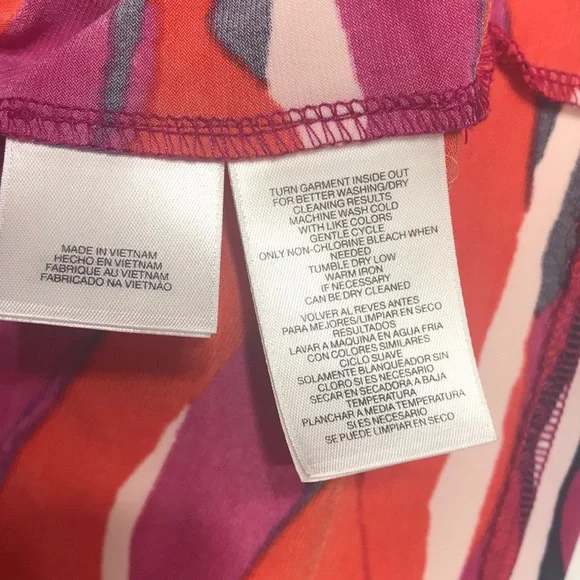 MADE IN VIETNAM
HECHO EN VIETNAM
FABRIQUE AU VIETNAM
FABRICADO NA VIETNÃO
TURN GARMENT INSIDE OUT
FOR BETTER WASHING/DRY
CLEANING RESULTS
MACHINE WASH COLD
WITH LIKE COLORS
GENTLE CYCLE
ONLY NON-CHLORINE BLEACH WHEN
NEEDED
TUMBLE DRY LOW
WARM IRON
IF NECESSARY
CAN BE DRY CLEANED
VOLVER AL REVES ANTES
PARA MEJORES/LIMPIAR EN SECO
RESULTADOS
LAVAR A MAQUINA EN AGUA FRIA
CON COLORES SIMILARES
CICLO SUAVE
SOLAMENTE BLANQUEADOR SIN
CLORO SI ES NECESARIO
SECAR EN SECADORA A BAJA
TEMPERATURA
PLANCHAR A MEDIA TEMPERATURA
SI ES NECESARIO
SE PUEDE LIMPIAR EN SECO